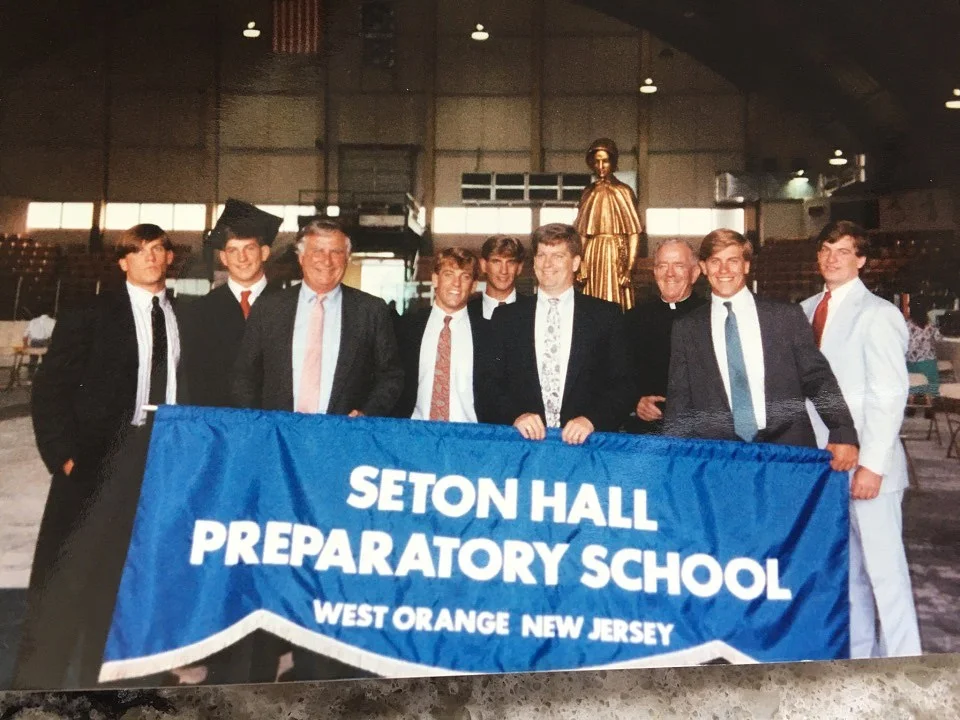 SETON HALL
PREPARATORY SCHOOL
WEST ORANGE NEW JERSEY